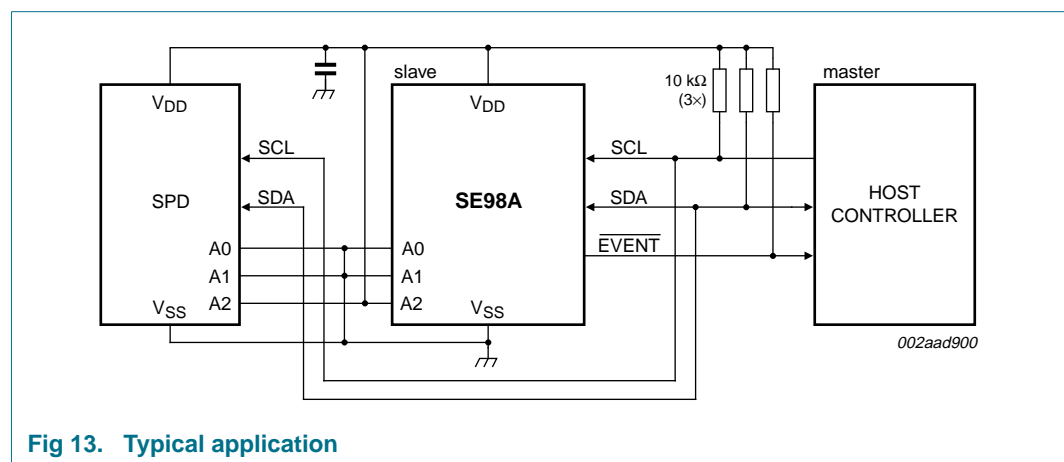 slave
10 kΩ
(3×)
master
VDD
VDD
SCL
SCL
SPD
SDA
SE98A
SDA
HOST
CONTROLLER
A0
A0
EVENT
A1
A1
A2
A2
VSS
VSS
002aad900
Fig 13. Typical application